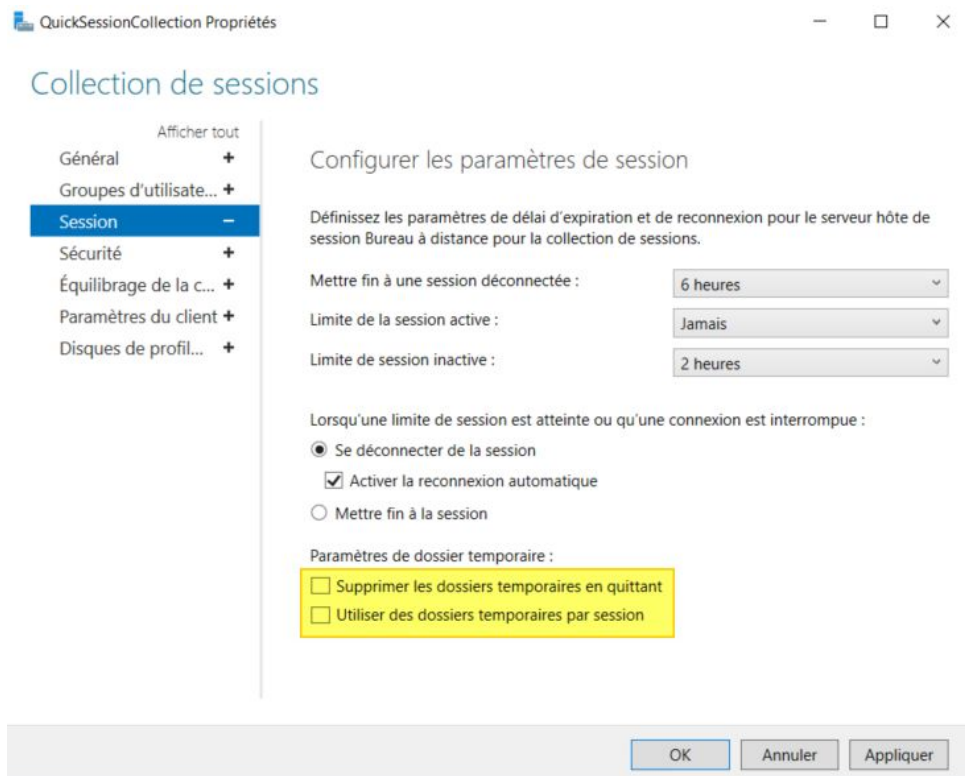 QuickSessionCollection Propriétés
Collection de sessions
Afficher tout
Général
Groupes d'utilisate...
Session
Sécurité
Équilibrage de la c...
Paramètres du client
Disques de profil...
Configurer les paramètres de session
Définissez les paramètres de délai d'expiration et de reconnexion pour le serveur hôte de
session Bureau à distance pour la collection de sessions.
Mettre fin à une session déconnectée :
6 heures
Limite de la session active :
Jamais
Limite de session inactive :
2 heures
Lorsqu'une limite de session est atteinte ou qu'une connexion est interrompue :
Se déconnecter de la session
Activer la reconnexion automatique
Mettre fin à la session
Paramètres de dossier temporaire :
Supprimer les dossiers temporaires en quittant
Utiliser des dossiers temporaires par session
OK
Annuler
Appliquer